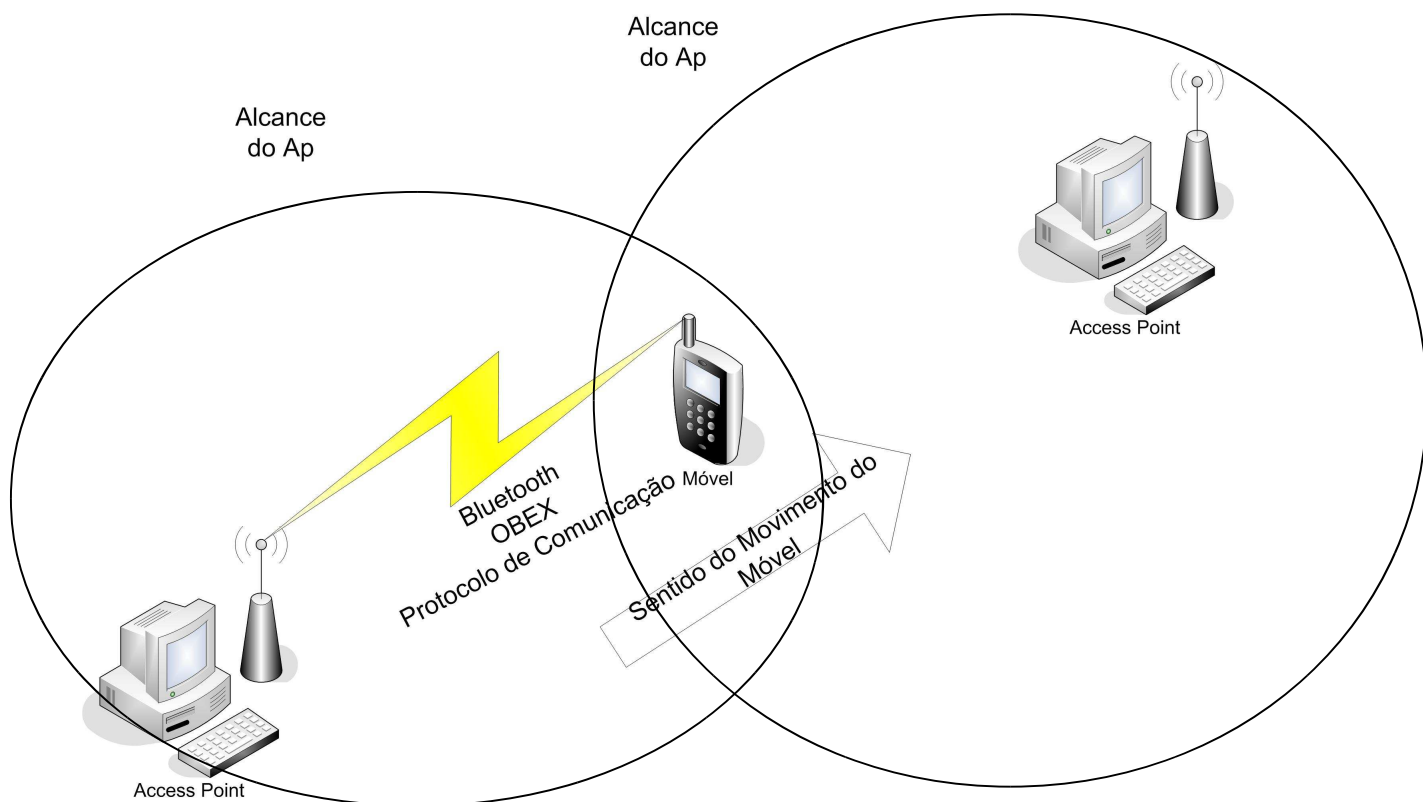 Alcance
do Ap
Alcance
do Ap
Access Point
Móvel
Bluetooth
OBEX
Protocolo de Comunicação
Sentido do Movimento do
Móvel
Access Point